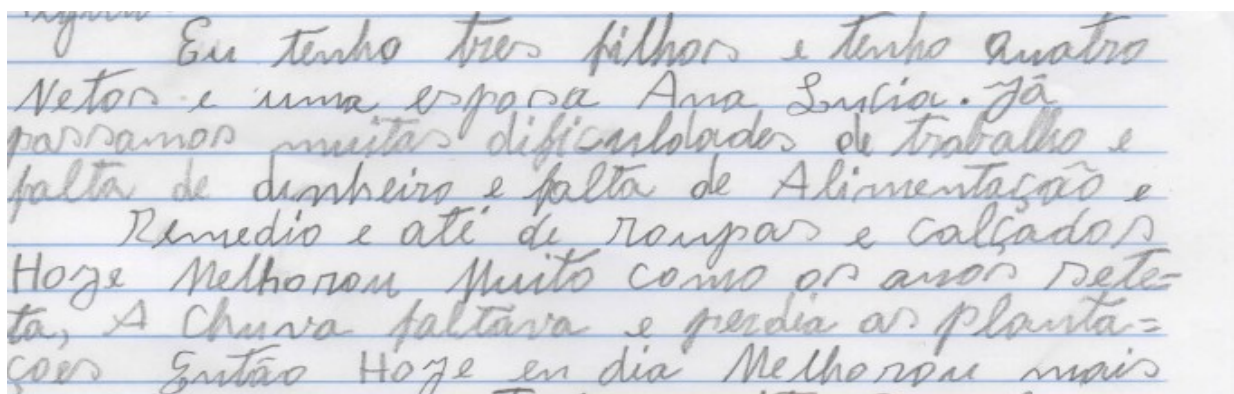 Eu tenho tres filhos e tenho quatro
Netos e uma esposa Ana Lucia. Já
passamos muitas dificuldades de trabalho e
falta de dinheiro e falta de Alimentação e
Remedio e até de roupas e calçados
Hoje Melhorou Muito como os anos sete=
ta, A Chuva faltava e perdia as planta=
ções Então Hoje en dia Melhorou mais